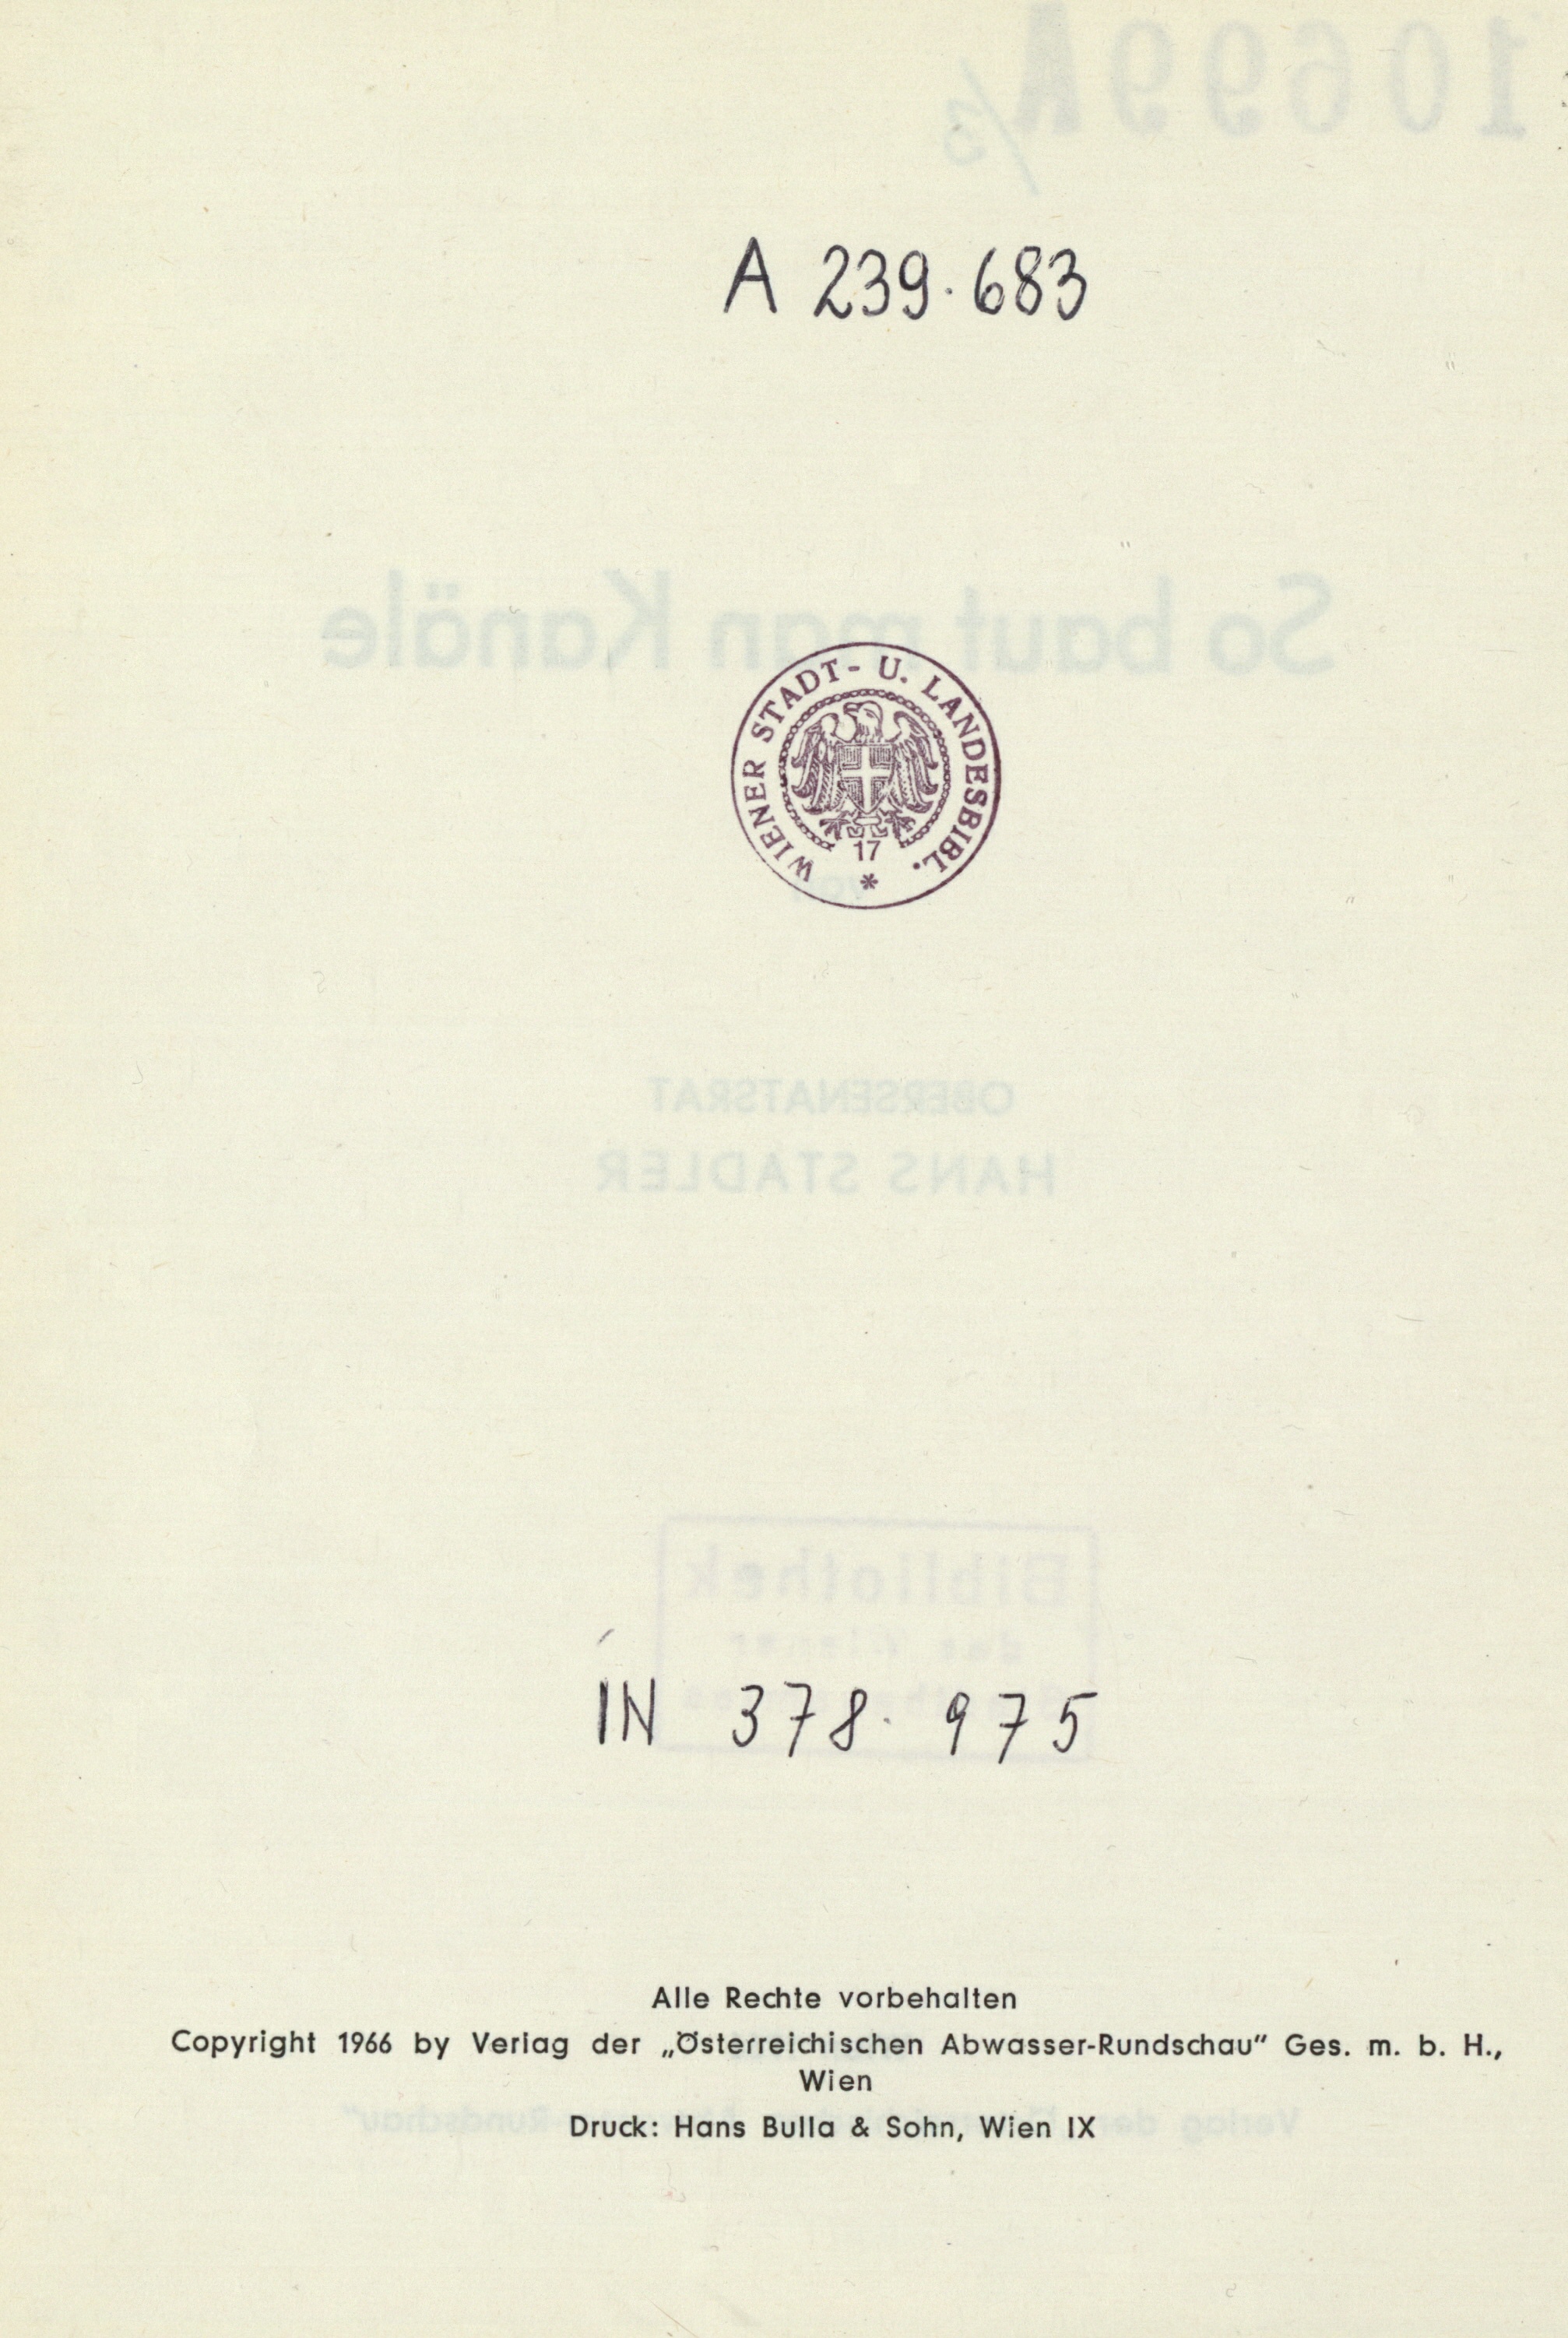 A 239.683
WIENER STADT- U. LANDESBIBL.
17
*
IN 378.975
Alle Rechte vorbehalten
Copyright 1966 by Verlag der „Österreichischen Abwasser-Rundschau" Ges. m. b. H.,
Wien
Druck: Hans Bulla & Sohn, Wien IX